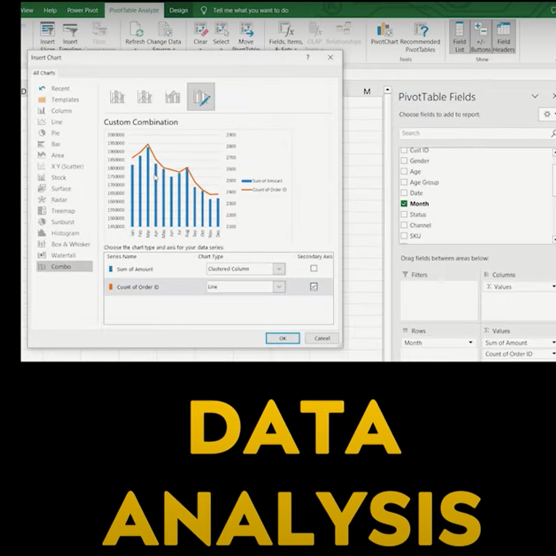 View Help Power Pivot PivotTable Analyze Design Tell me what you want to do
Insert Insert Filter Refresh Change Data Clear Select Move Fields, Items, OLAP Relationships PivotChart Recommended Field +/- Field
PivotTables List Buttons Headers
Tools Show
Insert Chart ? ×
All Charts
M
Recent
Templates
Column
Line
Pie
Bar
Area
X Y (Scatter)
Stock
Surface
Radar
Treemap
Sunburst
Histogram
Box & Whisker
Waterfall
Combo
Custom Combination
Sum of Amount
Count of Order ID
Choose the chart type and axis for your data series:
Series Name Chart Type Secondary Axis
Sum of Amount Clustered Column
Count of Order ID Line
OK Cancel
PivotTable Fields
Choose fields to add to report:
Search
Cust ID
Gender
Age
Age Group
Date
Month
Status
Channel
SKU
Drag fields between areas below:
Filters Columns
Values
Rows Values
Month Sum of Amount
Count of Order ID
DATA
ANALYSIS